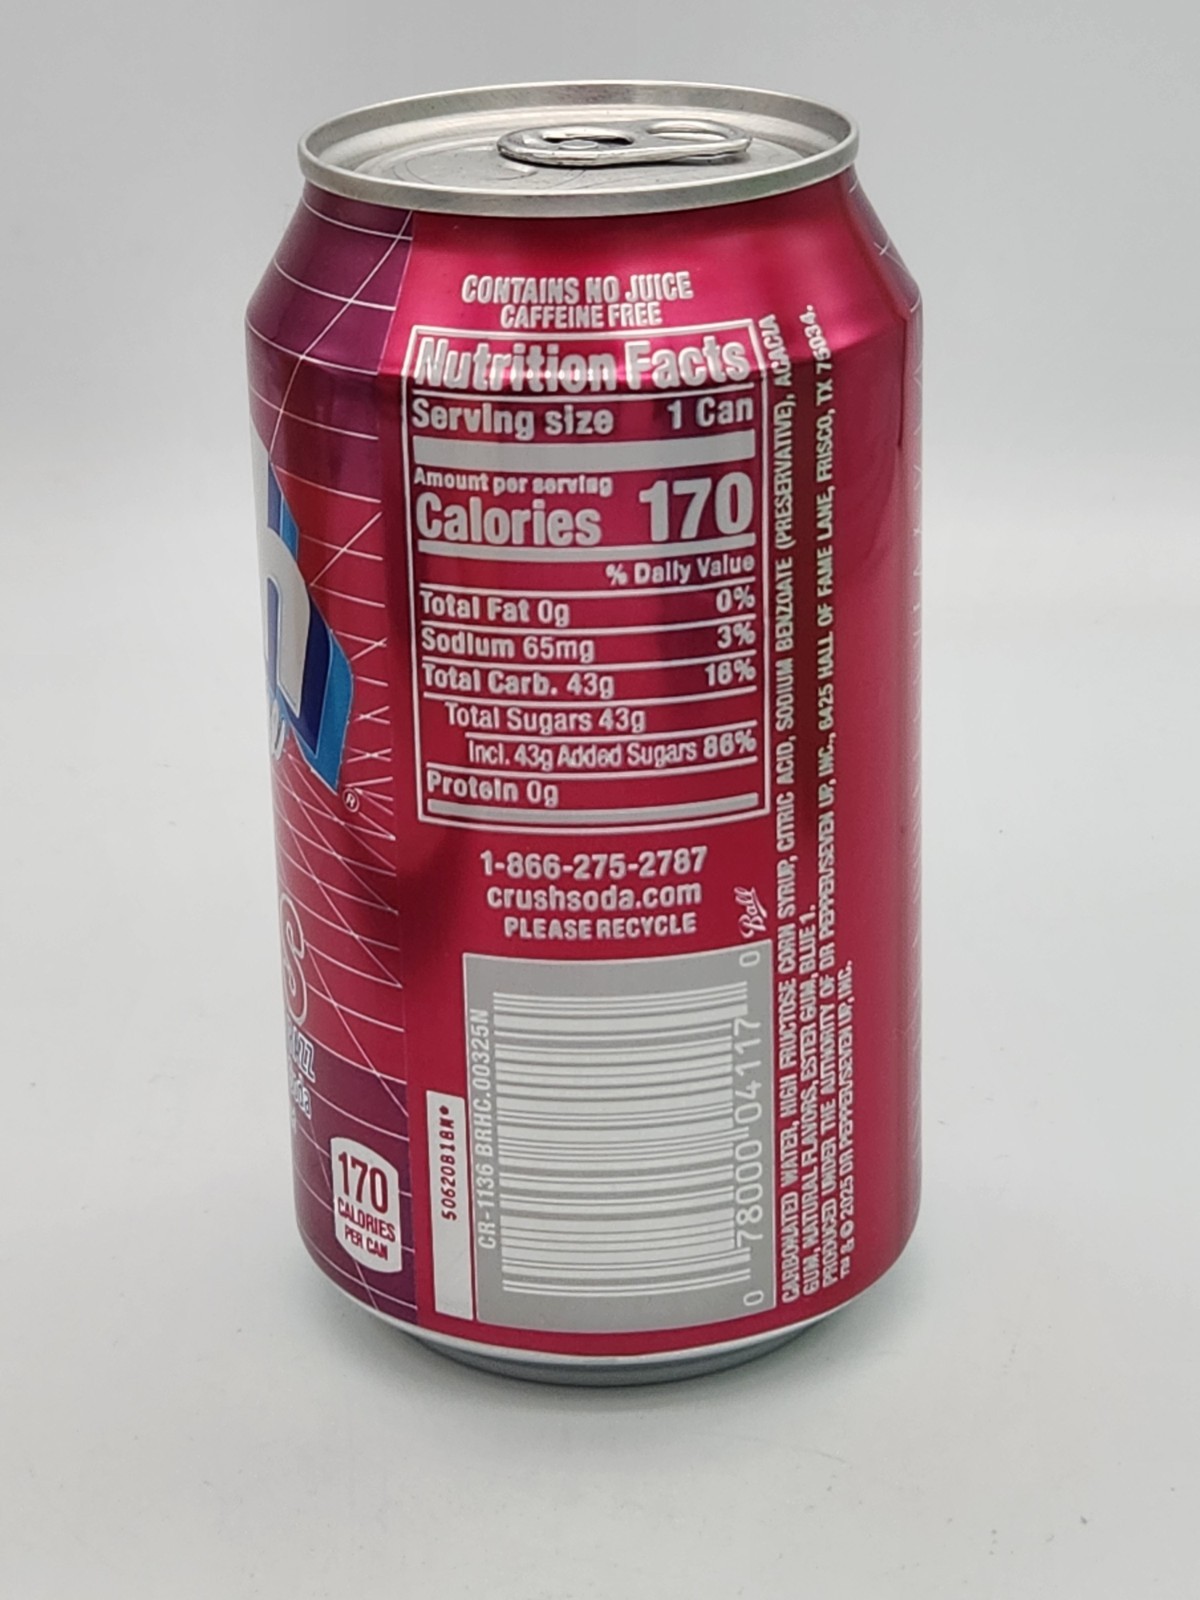 CONTAINS NO JUICE
CAFFEINE FREE
Nutrition Facts
Serving size 1 Can
Amount per serving
Calories 170
% Daily Value
Total Fat 0g 0%
Sodium 65mg 3%
Total Carb. 43g 16%
Total Sugars 43g
Incl. 43g Added Sugars 86%
Protein 0g
1-866-275-2787
crushsoda.com
PLEASE RECYCLE
Ball
CARBONATED WATER, HIGH FRUCTOSE CORN SYRUP, CITRIC ACID, SODIUM BENZOATE (PRESERVATIVE), ACACIA
GUM, NATURAL FLAVORS, ESTER GUM, BLUE 1.
PRODUCED UNDER THE AUTHORITY OF DR PEPPER/SEVEN UP, INC., 6425 HALL OF FAME LANE, FRISCO, TX 75034.
TM & © 2025 DR PEPPER/SEVEN UP, INC.
0 78000 04117 0
CR-1136 BRHC.00325N
50620818N*
h
®
S
170
CALORIES
PER CAN